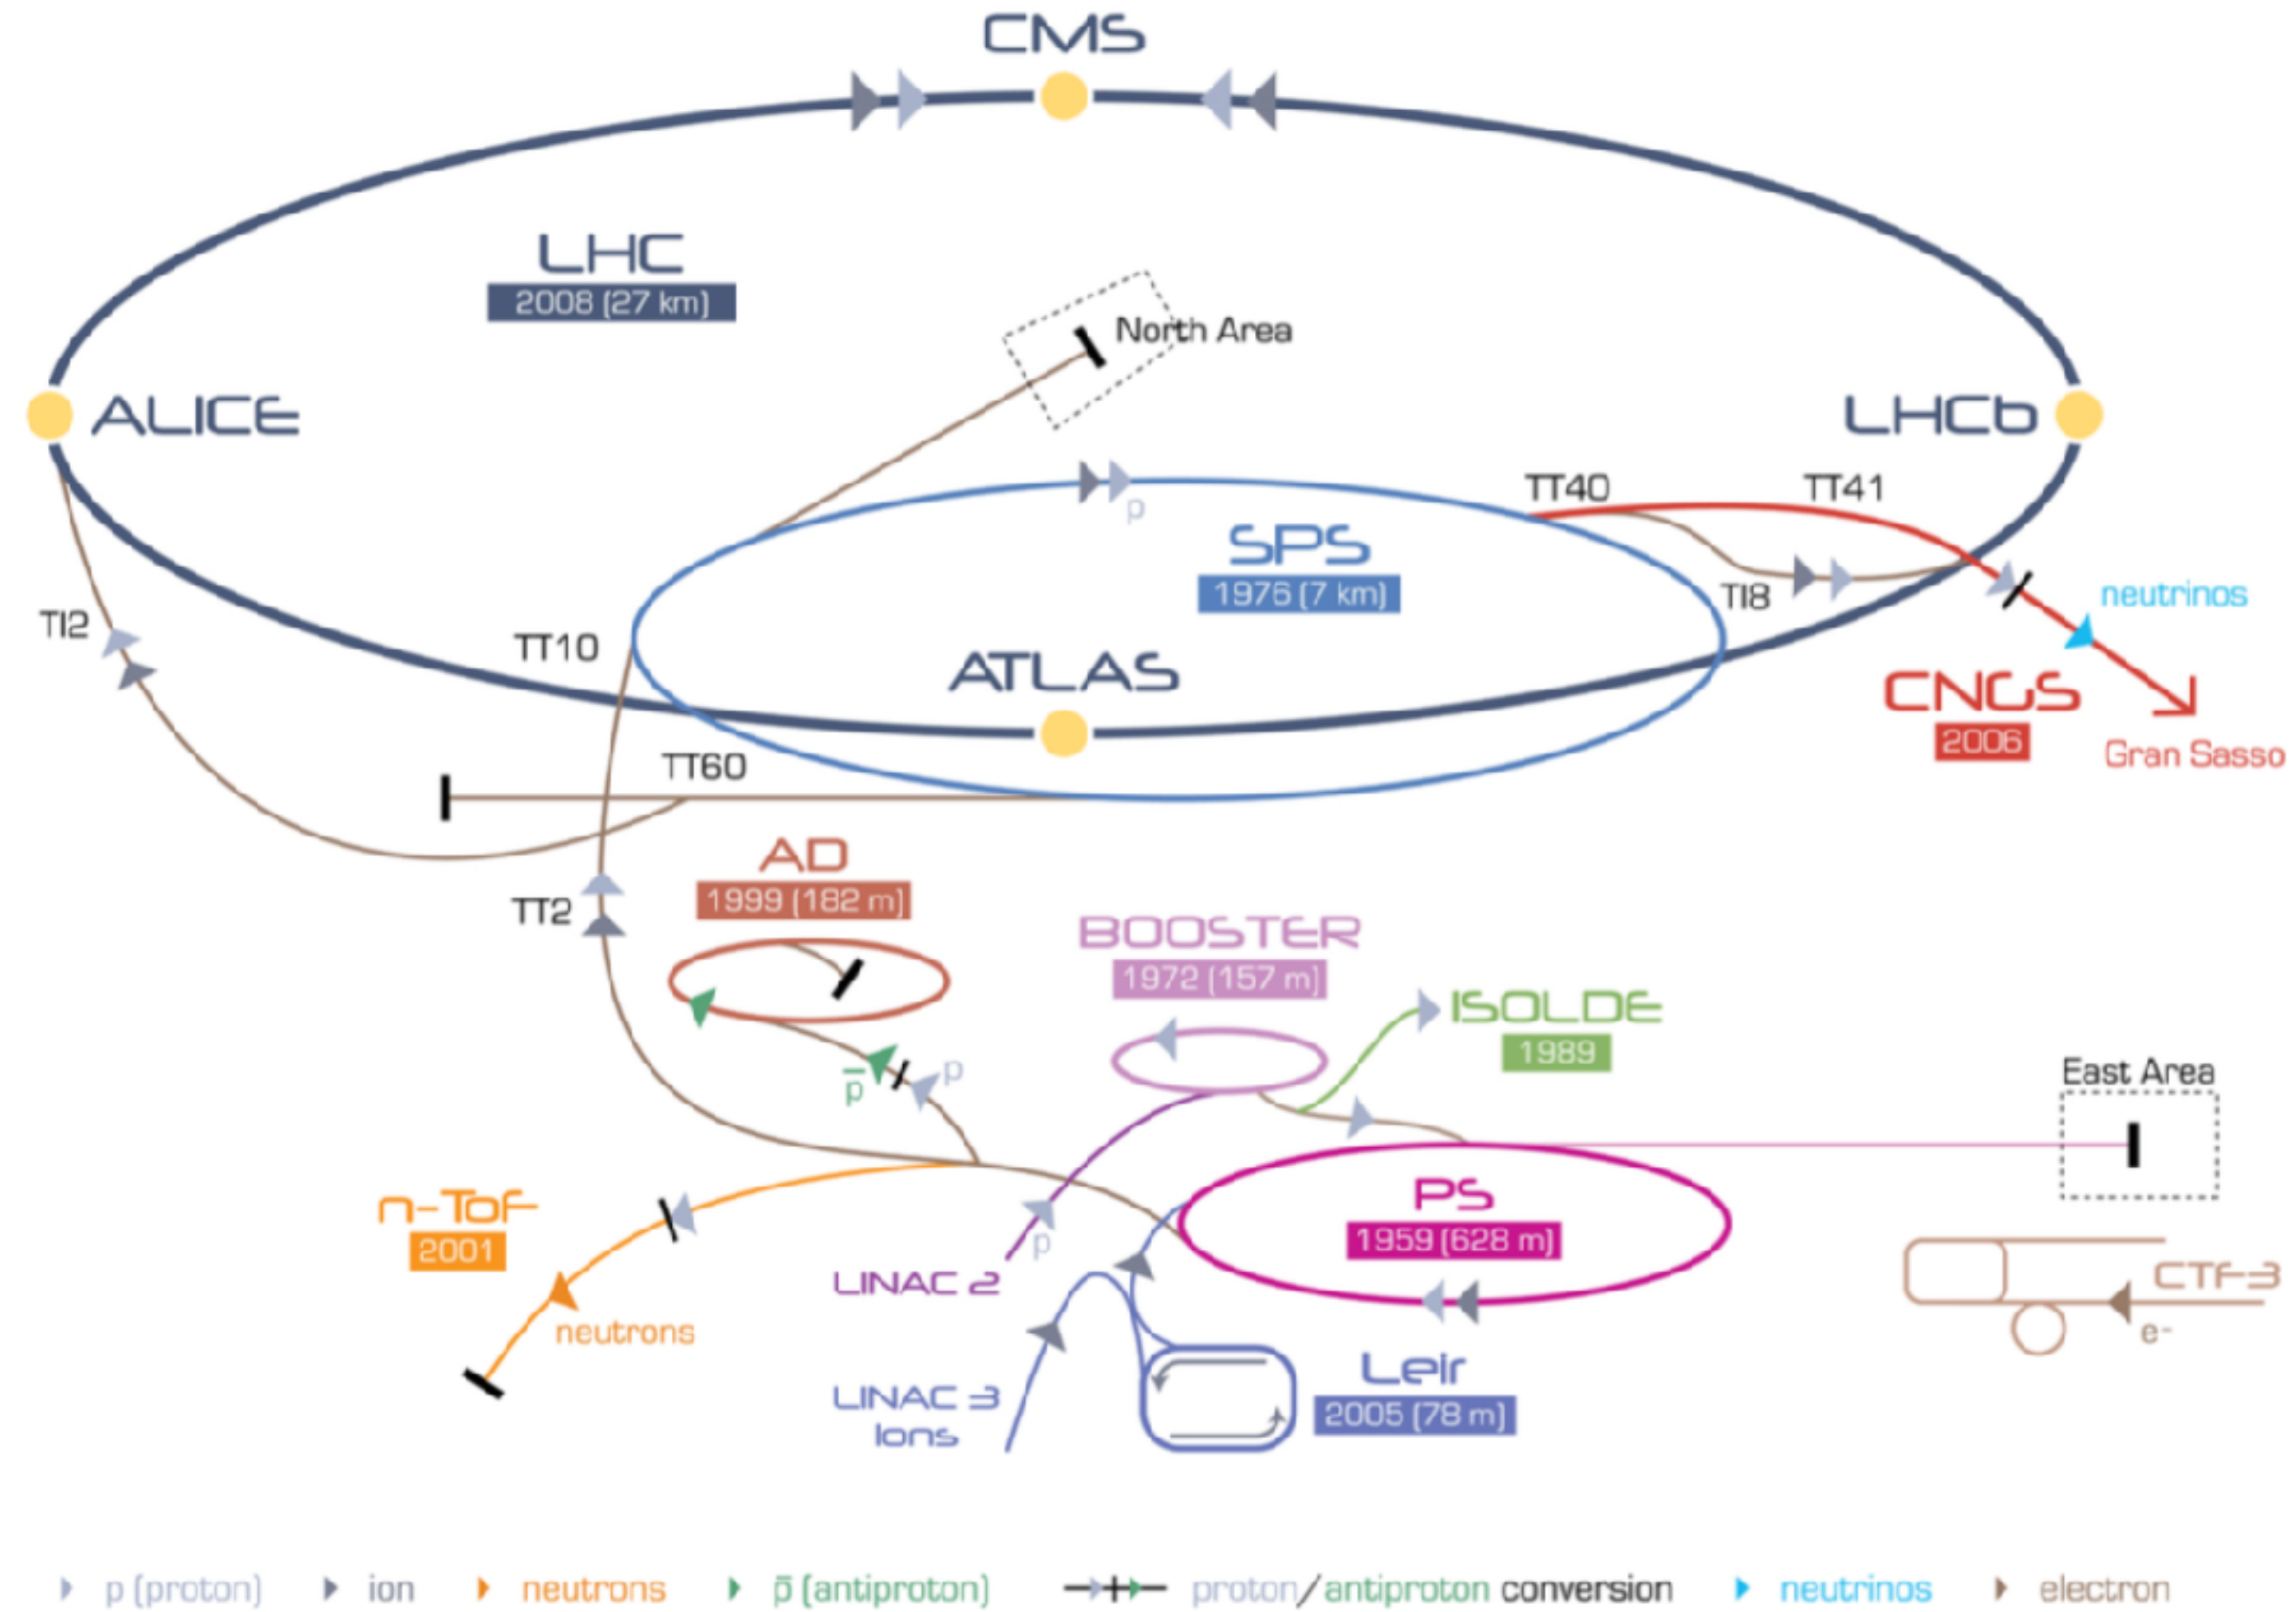 CMS
LHC
2008 (27 km)
North Area
ALICE
LHCb
TT40
TT41
p
SPS
1976 (7 km)
TI8
neutrinos
TI2
TT10
ATLAS
CNGS
2006
Gran Sasso
TT60
AD
1999 (182 m)
TT2
BOOSTER
1972 (157 m)
ISOLDE
1989
East Area
p
p̄
PS
1959 (628 m)
n-ToF
2001
p
LINAC 2
neutrons
CTF3
e-
Leir
2005 (78 m)
LINAC 3
Ions
p (proton)
ion
neutrons
p̄ (antiproton)
proton/antiproton conversion
neutrinos
electron